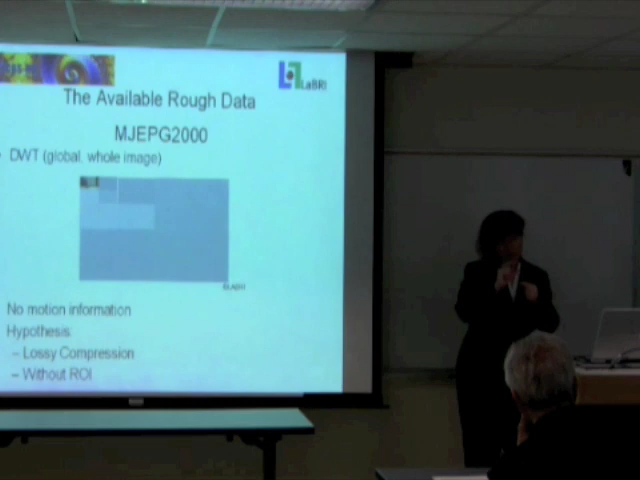 LaBRI
The Available Rough Data
MJEPG2000
DWT (global, whole image)
No motion information
Hypothesis
– Lossy Compression
– Without ROI